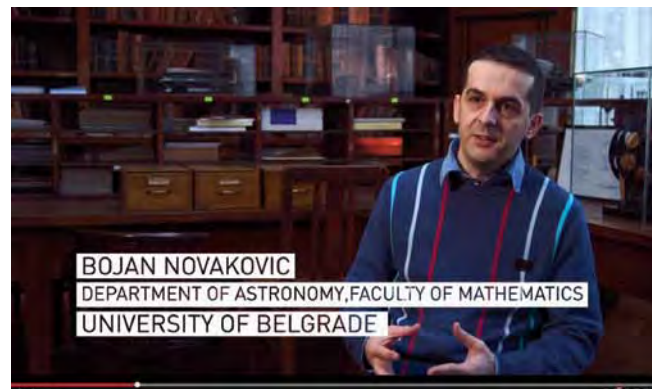 BOJAN NOVAKOVIC
DEPARTMENT OF ASTRONOMY,FACULTY OF MATHEMATICS
UNIVERSITY OF BELGRADE